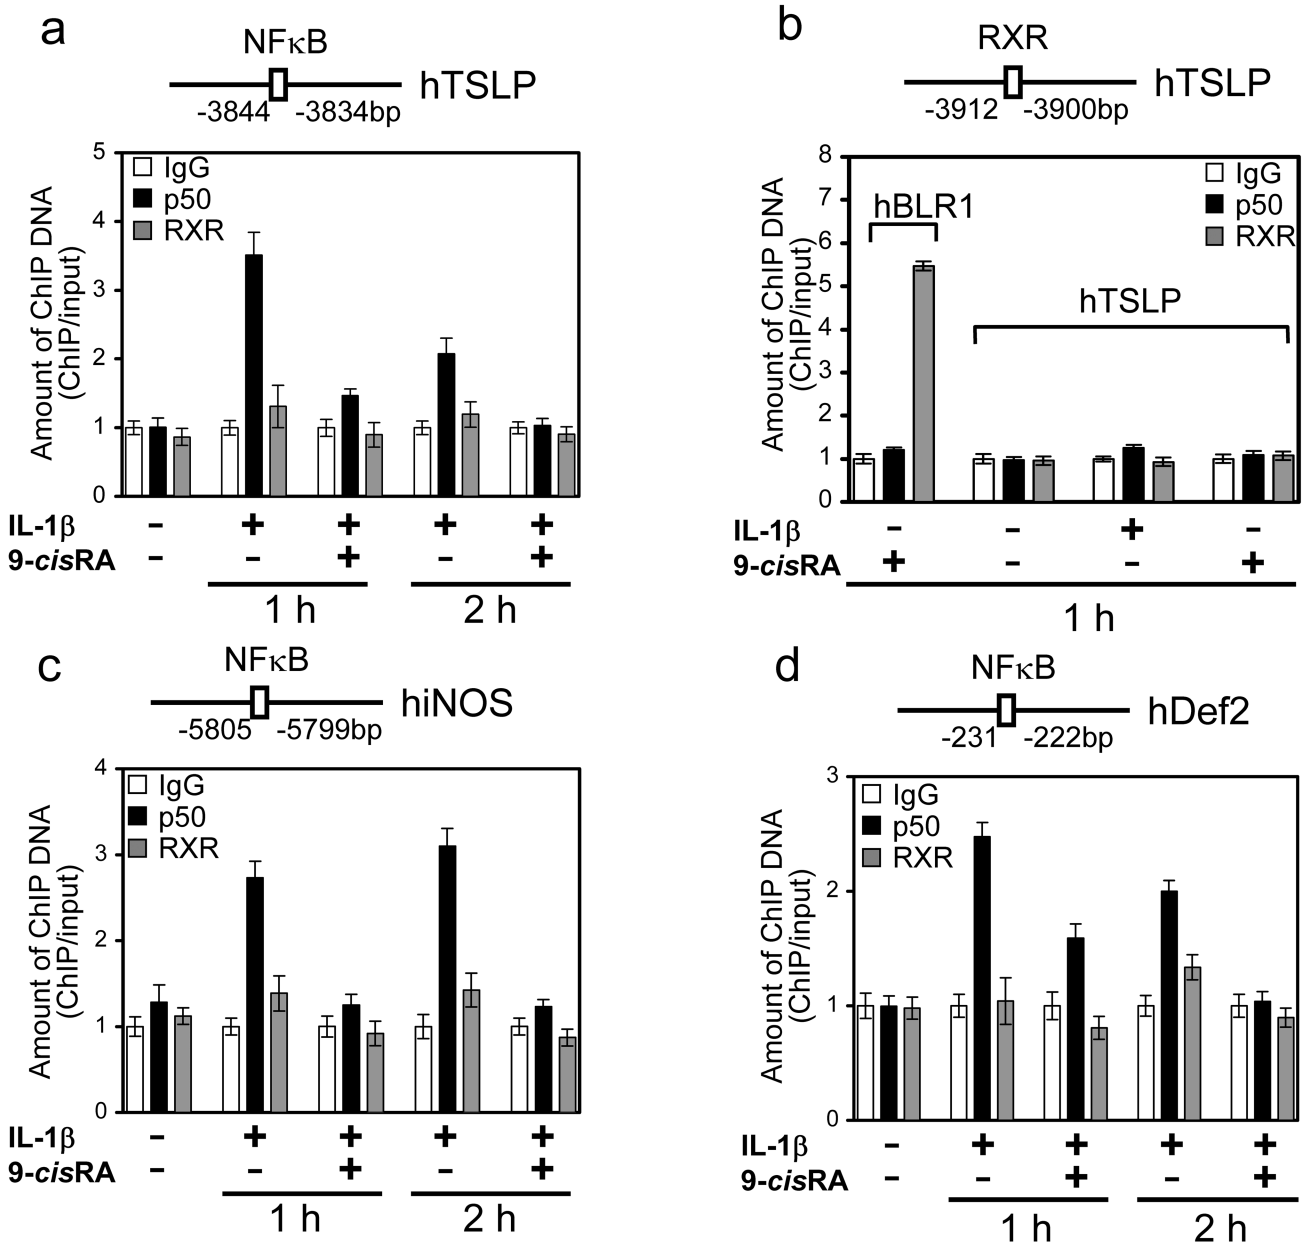 a
NFκB
hTSLP
-3844 -3834bp
5
4
3
2
1
0
Amount of ChIP DNA
(ChIP/input)
IgG
p50
RXR
IL-1β - + + + +
9-cisRA - - + - +
1 h 2 h
b
RXR
hTSLP
-3912 -3900bp
8
7
6
5
4
3
2
1
0
Amount of ChIP DNA
(ChIP/input)
IgG
p50
RXR
hBLR1
hTSLP
IL-1β - - + -
9-cisRA + - - +
1 h
c
NFκB
hiNOS
-5805 -5799bp
4
3
2
1
0
Amount of ChIP DNA
(ChIP/input)
IgG
p50
RXR
IL-1β - + + + +
9-cisRA - - + - +
1 h 2 h
d
NFκB
hDef2
-231 -222bp
3
2
1
0
Amount of ChIP DNA
(ChIP/input)
IgG
p50
RXR
IL-1β - + + + +
9-cisRA - - + - +
1 h 2 h